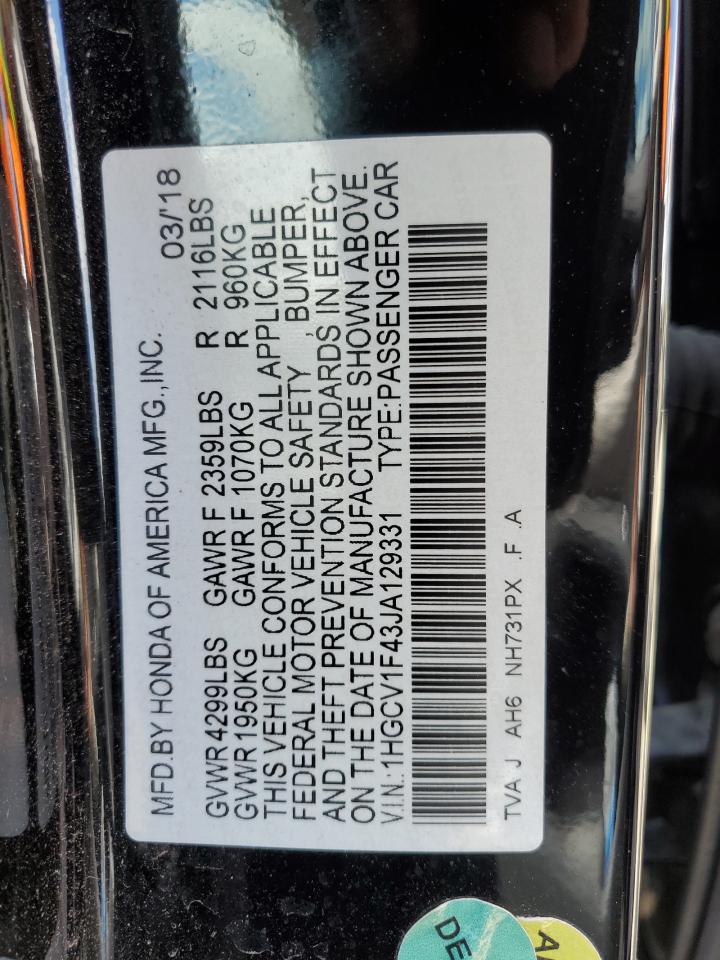 MFD.BY HONDA OF AMERICA MFG.,INC. 03/'18
GVWR 4299LBS GAWR F 2359LBS R 2116LBS
GVWR 1950KG GAWR F 1070KG R 960KG
THIS VEHICLE CONFORMS TO ALL APPLICABLE
FEDERAL MOTOR VEHICLE SAFETY , BUMPER,
AND THEFT PREVENTION STANDARDS IN EFFECT
ON THE DATE OF MANUFACTURE SHOWN ABOVE.
V.I.N.: 1HGCV1F43JA129331 TYPE:PASSENGER CAR
TVA J AH6 NH731PX .F .A